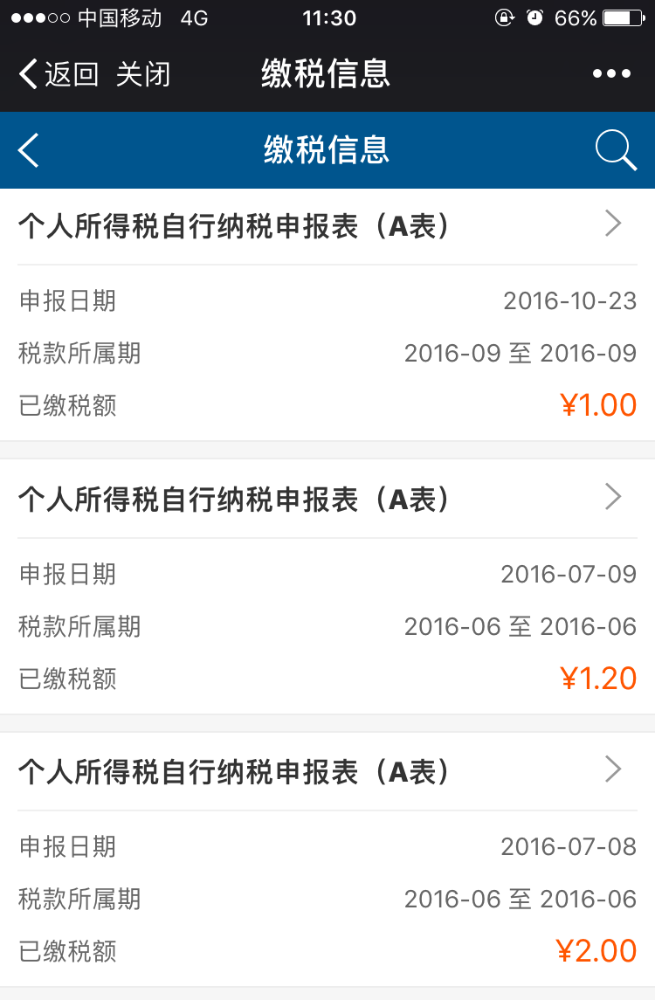 中国移动 4G 11:30 66%
返回 关闭 缴税信息
缴税信息
个人所得税自行纳税申报表（A表）
申报日期 2016-10-23
税款所属期 2016-09 至 2016-09
已缴税额 ¥1.00
个人所得税自行纳税申报表（A表）
申报日期 2016-07-09
税款所属期 2016-06 至 2016-06
已缴税额 ¥1.20
个人所得税自行纳税申报表（A表）
申报日期 2016-07-08
税款所属期 2016-06 至 2016-06
已缴税额 ¥2.00